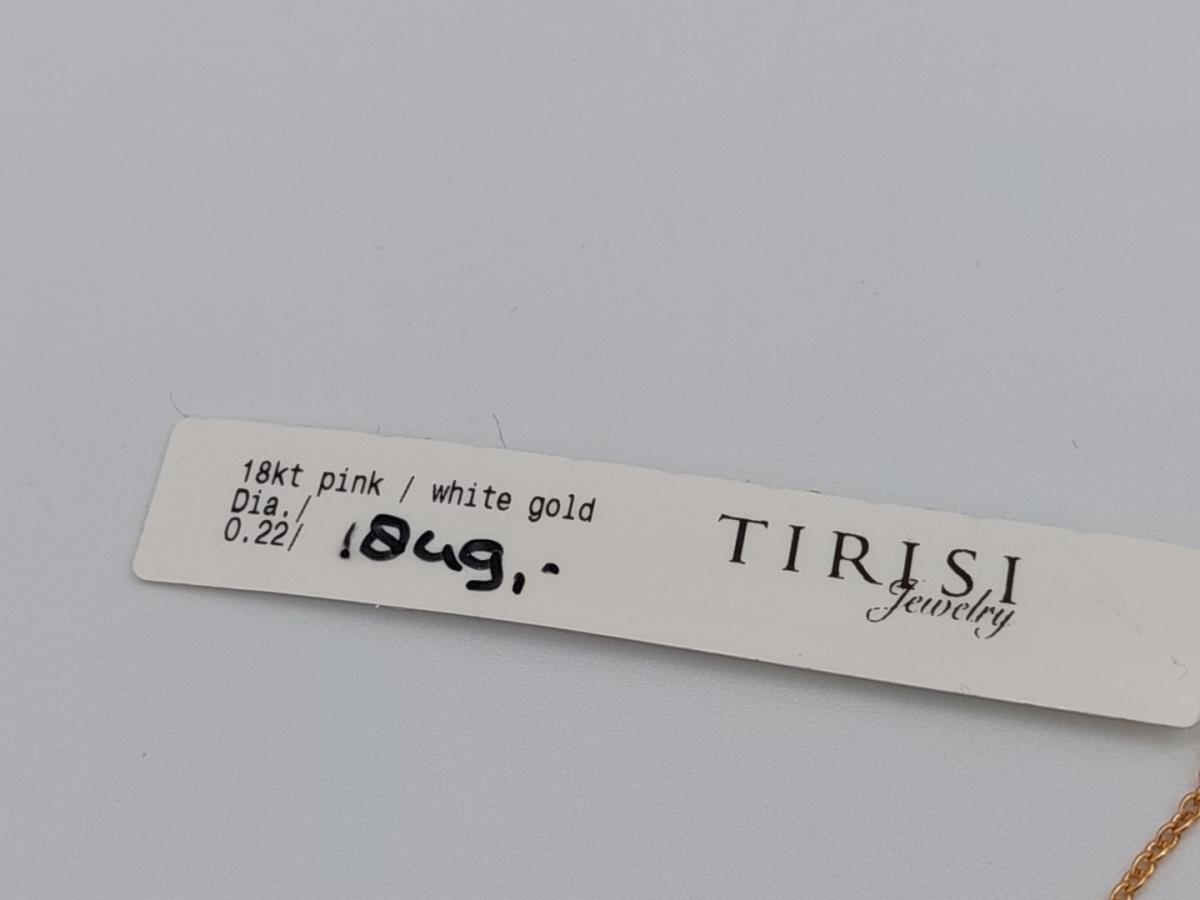 18kt pink / white gold
Dia./
0.22/
1849,-
TIRISI
Jewelry